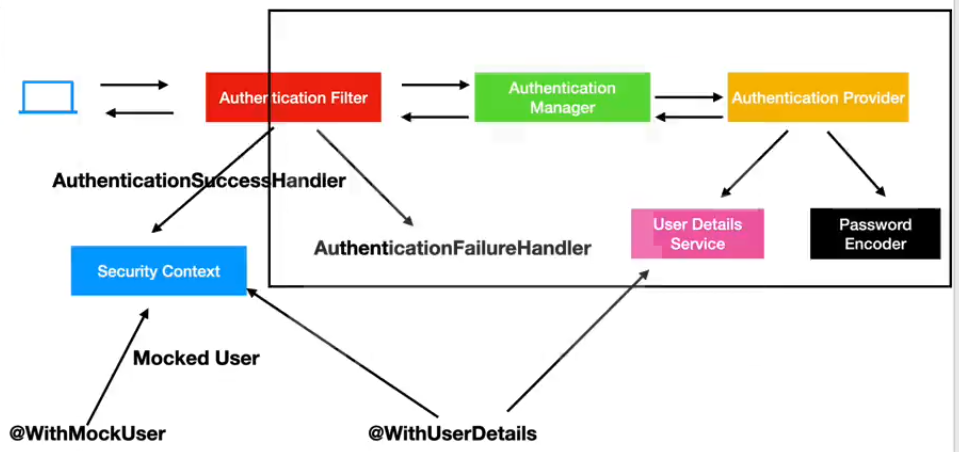 Authentication Filter
Authentication
Manager
Authentication Provider
AuthenticationSuccessHandler
AuthenticationFailureHandler
User Details
Service
Password
Encoder
Security Context
Mocked User
@WithMockUser
@WithUserDetails